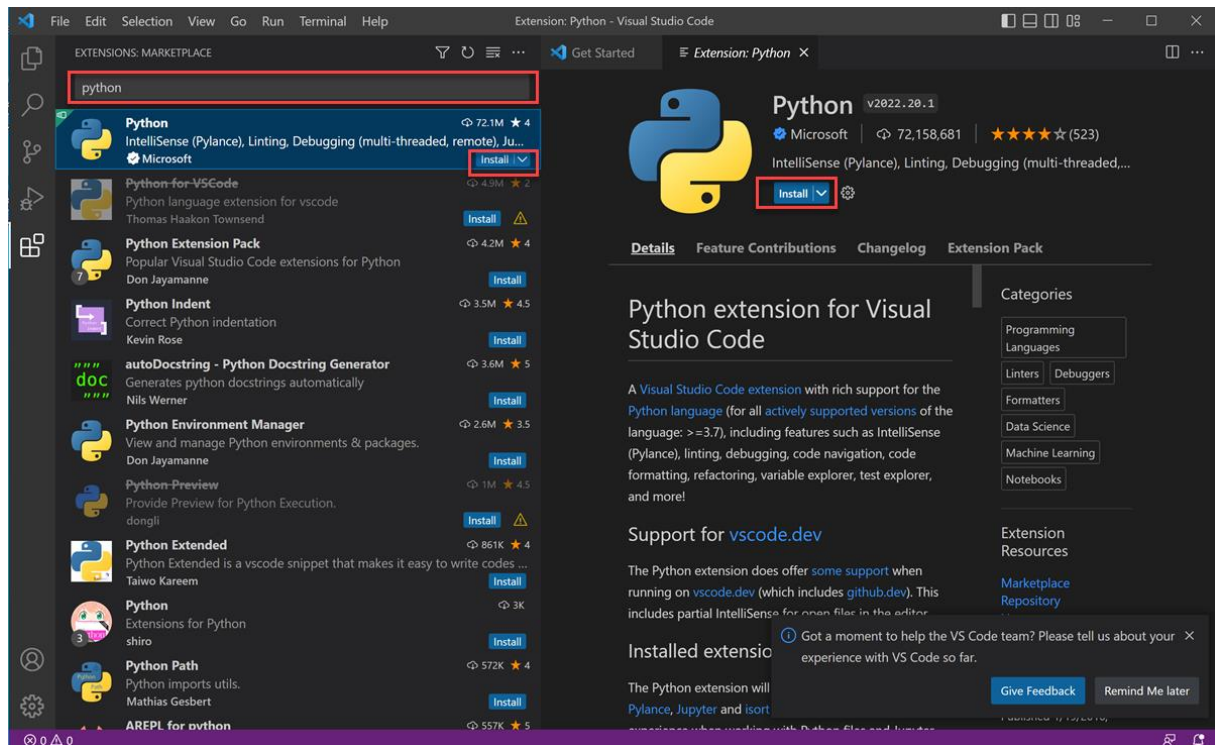 File Edit Selection View Go Run Terminal Help
Extension: Python - Visual Studio Code
EXTENSIONS: MARKETPLACE
python
Python 72.1M ★ 4
IntelliSense (Pylance), Linting, Debugging (multi-threaded, remote), Ju...
Microsoft Install
Python for VSCode 4.9M ★ 2
Python language extension for vscode
Thomas Haakon Townsend Install
Python Extension Pack 4.2M ★ 4
Popular Visual Studio Code extensions for Python
7
Don Jayamanne Install
Python Indent 3.5M ★ 4.5
Correct Python indentation
Kevin Rose Install
autoDocstring - Python Docstring Generator 3.6M ★ 5
""" doc """
Generates python docstrings automatically
Nils Werner Install
Python Environment Manager 2.6M ★ 3.5
View and manage Python environments & packages.
Don Jayamanne Install
Python Preview 1M ★ 4.5
Provide Preview for Python Execution.
dongli Install
Python Extended 861K ★ 4
Python Extended is a vscode snippet that makes it easy to write codes ...
Taiwo Kareem Install
Python 3K
Extensions for Python
3
shiro Install
Python Path 572K ★ 4
Python imports utils.
Mathias Gesbert Install
AREPL for python 557K ★ 5
0 0
Get Started
Extension: Python
Python v2022.20.1
Microsoft 72,158,681 (523)
IntelliSense (Pylance), Linting, Debugging (multi-threaded,...
Install
Details Feature Contributions Changelog Extension Pack
Python extension for Visual
Studio Code
A Visual Studio Code extension with rich support for the
Python language (for all actively supported versions of the
language: >=3.7), including features such as IntelliSense
(Pylance), linting, debugging, code navigation, code
formatting, refactoring, variable explorer, test explorer,
and more!
Support for vscode.dev
The Python extension does offer some support when
running on vscode.dev (which includes github.dev). This
includes partial IntelliSense for open files in the editor
Installed extensio
The Python extension will
Pylance, Jupyter and isort
experience when working with Python files and Jupyter
Categories
Programming
Languages
Linters Debuggers
Formatters
Data Science
Machine Learning
Notebooks
Extension
Resources
Marketplace
Repository
Got a moment to help the VS Code team? Please tell us about your
experience with VS Code so far.
Give Feedback Remind Me later